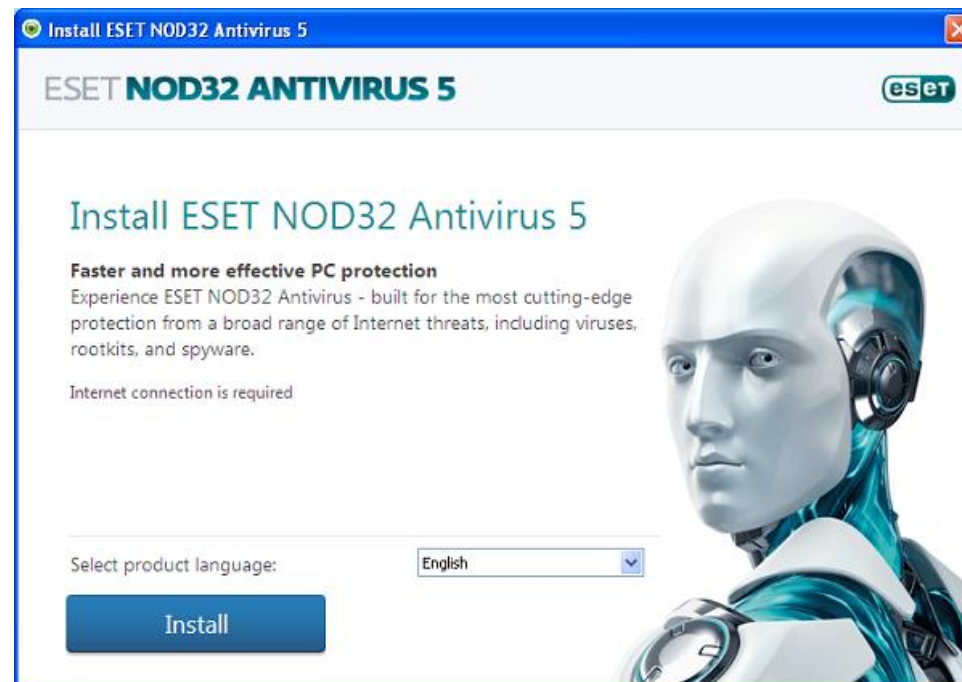 Install ESET NOD32 Antivirus 5
ESET NOD32 ANTIVIRUS 5
eseT
Install ESET NOD32 Antivirus 5
Faster and more effective PC protection
Experience ESET NOD32 Antivirus - built for the most cutting-edge
protection from a broad range of Internet threats, including viruses,
rootkits, and spyware.
Internet connection is required
Select product language:
English
Install